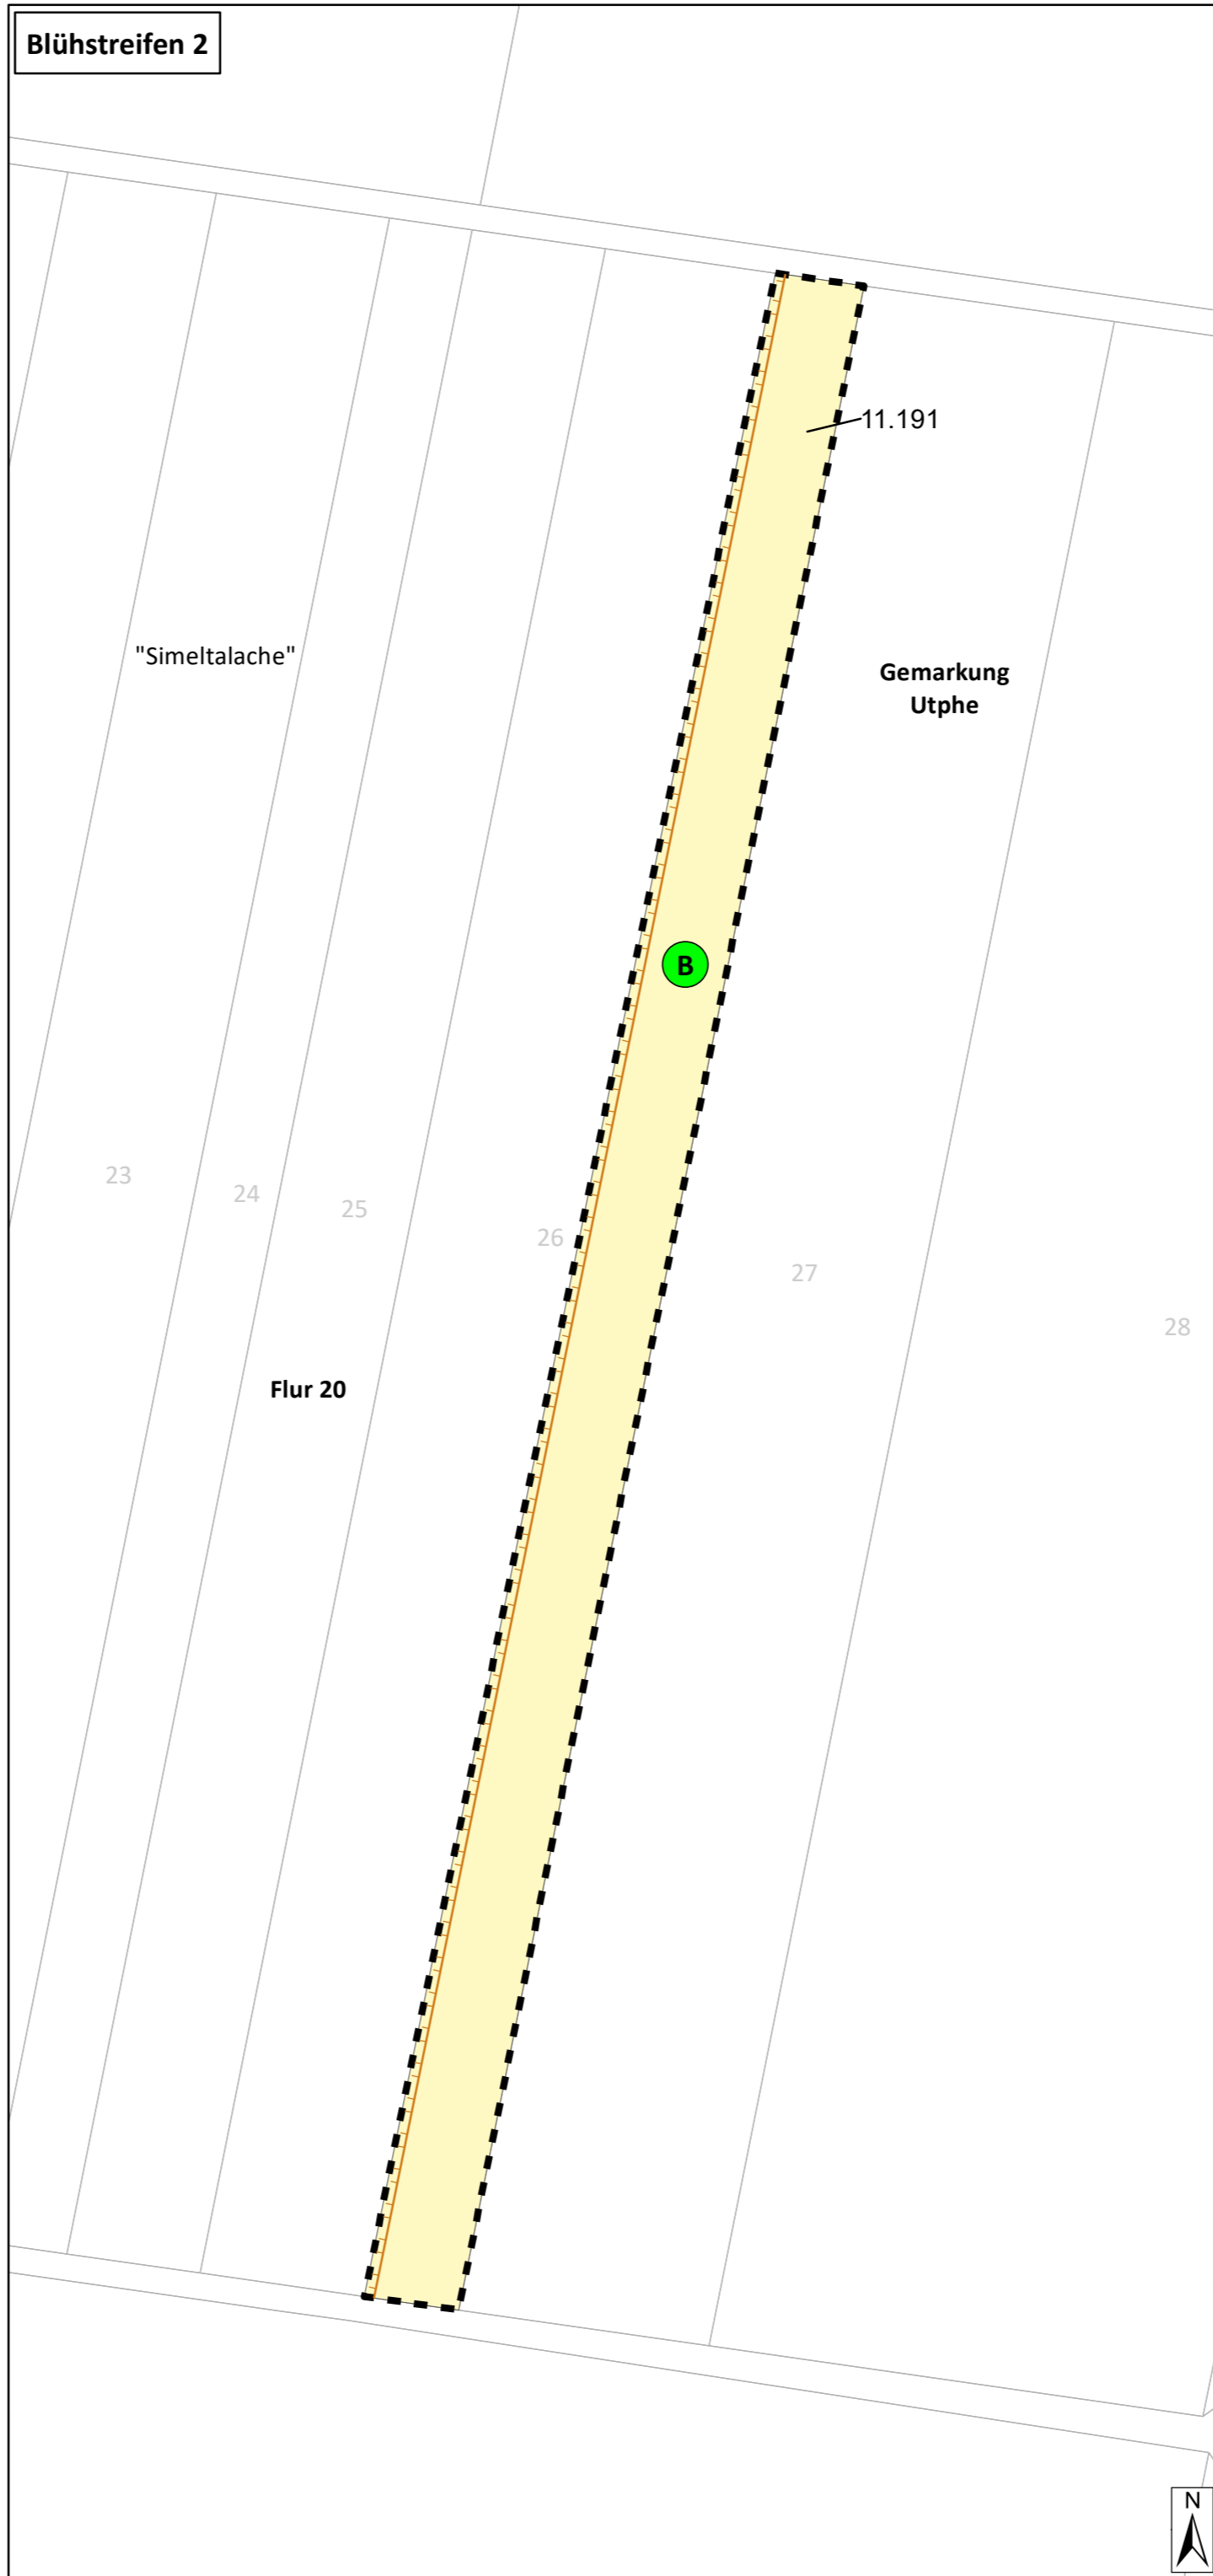 Blühstreifen 2
11.191
"Simeltalache"
Gemarkung
Utphe
B
23
24
25
26
27
28
Flur 20
N